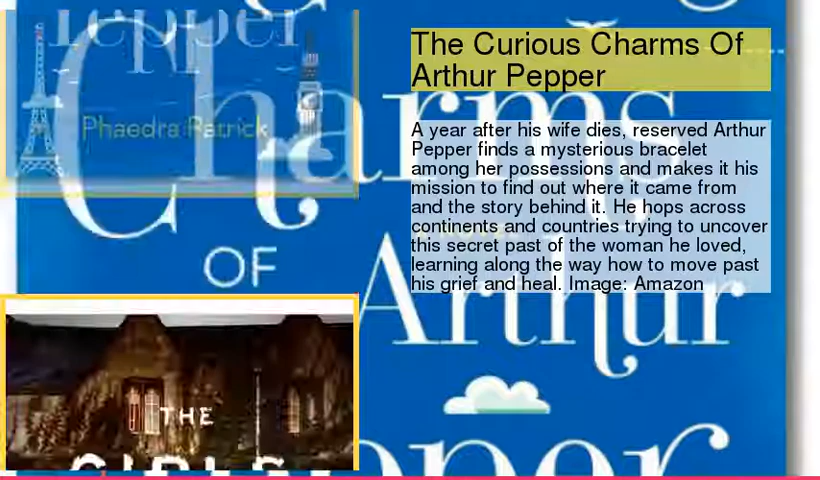 Pepper
Phaedra Patrick
Charms
OF
Arthur
Pepper
THE
GIRLS
The Curious Charms Of
Arthur Pepper
A year after his wife dies, reserved Arthur
Pepper finds a mysterious bracelet
among her possessions and makes it his
mission to find out where it came from
and the story behind it. He hops across
continents and countries trying to uncover
this secret past of the woman he loved,
learning along the way how to move past
his grief and heal. Image: Amazon